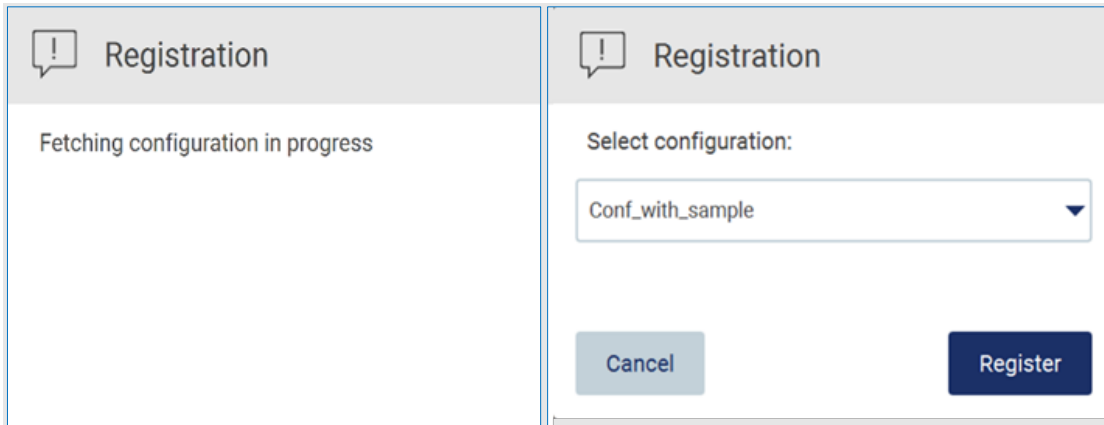 Registration
Fetching configuration in progress
Registration
Select configuration:
Conf_with_sample
Cancel
Register